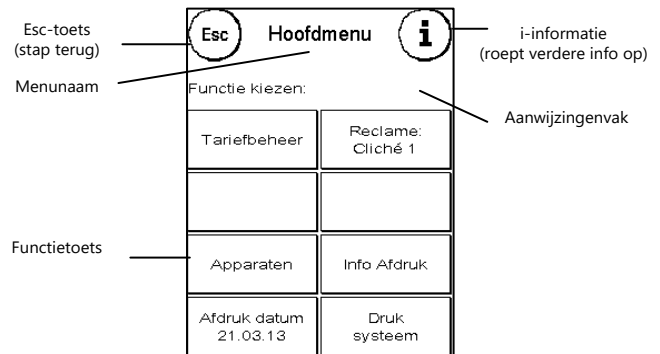 Esc-toets
(stap terug)
Menunaam
Functietoets
Esc
Hoofdmenu
i
Functie kiezen:
Tariefbeheer
Reclame:
Cliché 1
Apparaten
Info Afdruk
Afdruk datum
21.03.13
Druk
systeem
i-informatie
(roept verdere info op)
Aanwijzingenvak